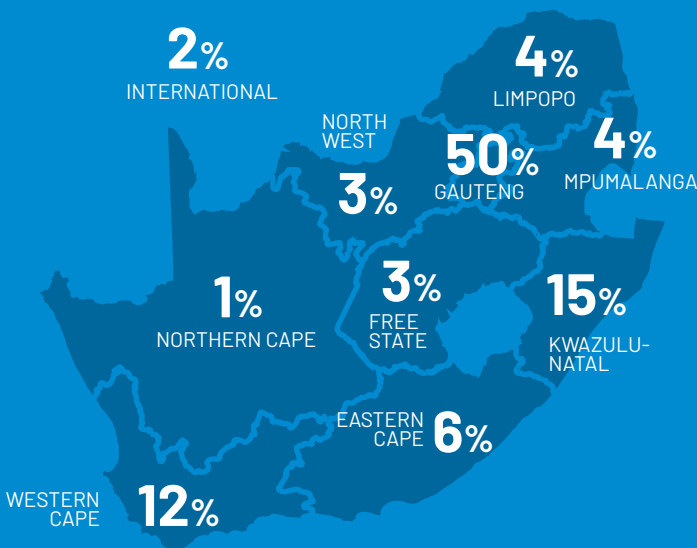 2%
INTERNATIONAL
4%
LIMPOPO
NORTH
WEST
3%
50%
GAUTENG
4%
MPUMALANGA
1%
NORTHERN CAPE
3%
FREE
STATE
15%
KWAZULU-
NATAL
EASTERN
CAPE
6%
WESTERN
CAPE
12%